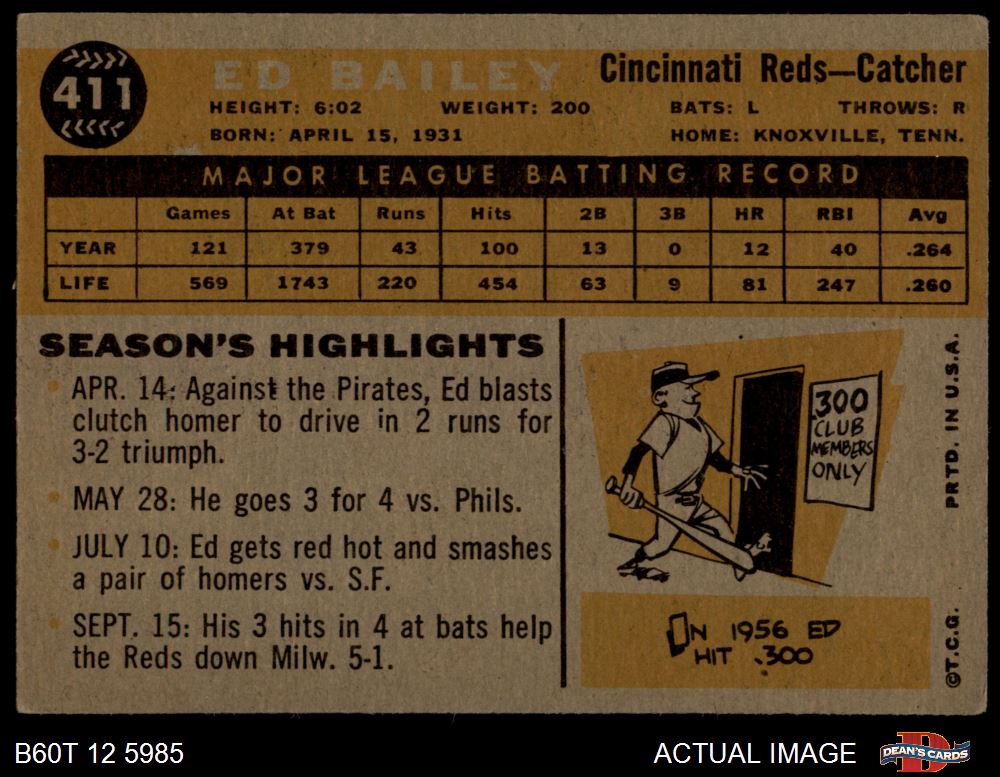 411
ED BAILEY
Cincinnati Reds—Catcher
HEIGHT: 6:02 WEIGHT: 200 BATS: L THROWS: R
BORN: APRIL 15, 1931 HOME: KNOXVILLE, TENN.
MAJOR LEAGUE BATTING RECORD
Games At Bat Runs Hits 2B 3B HR RBI Avg
YEAR 121 379 43 100 13 0 12 40 .264
LIFE 569 1743 220 454 63 9 81 247 .260
SEASON'S HIGHLIGHTS
APR. 14: Against the Pirates, Ed blasts
clutch homer to drive in 2 runs for
3-2 triumph.
MAY 28: He goes 3 for 4 vs. Phils.
JULY 10: Ed gets red hot and smashes
a pair of homers vs. S.F.
SEPT. 15: His 3 hits in 4 at bats help
the Reds down Milw. 5-1.
.300
CLUB
MEMBERS
ONLY
IN 1956 ED
HIT .300
©T.C.G. PRTD. IN U.S.A.
B60T 12 5985
ACTUAL IMAGE
D
DEAN'S CARDS